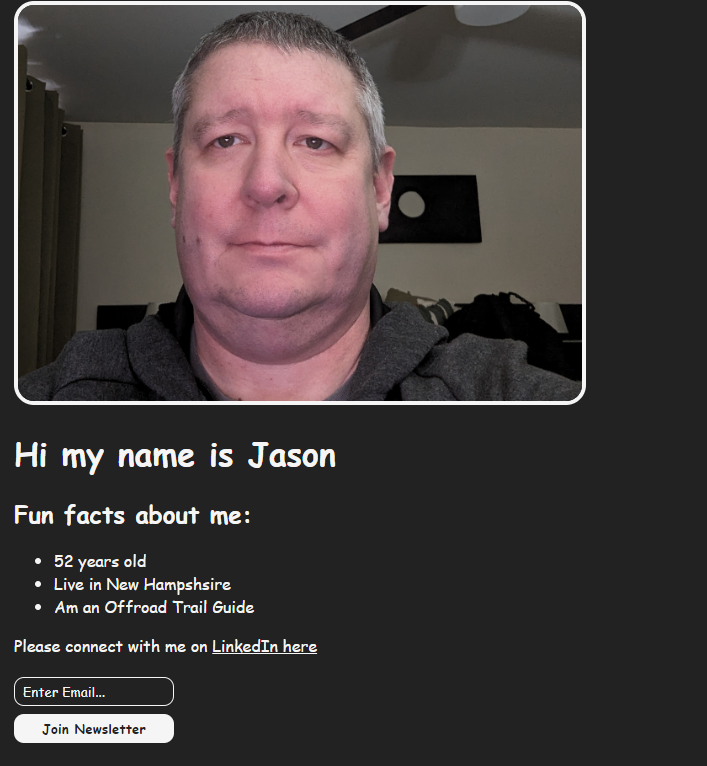 Hi my name is Jason
Fun facts about me:
52 years old
Live in New Hampshsire
Am an Offroad Trail Guide
Please connect with me on LinkedIn here
Enter Email...
Join Newsletter